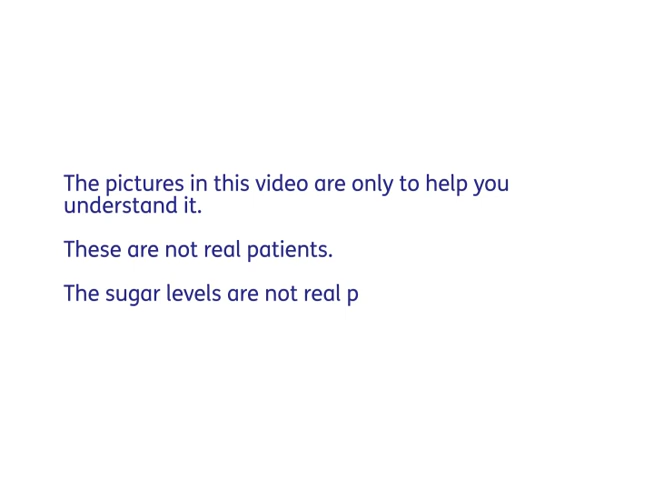 The pictures in this video are only to help you
understand it.
These are not real patients.
The sugar levels are not real p